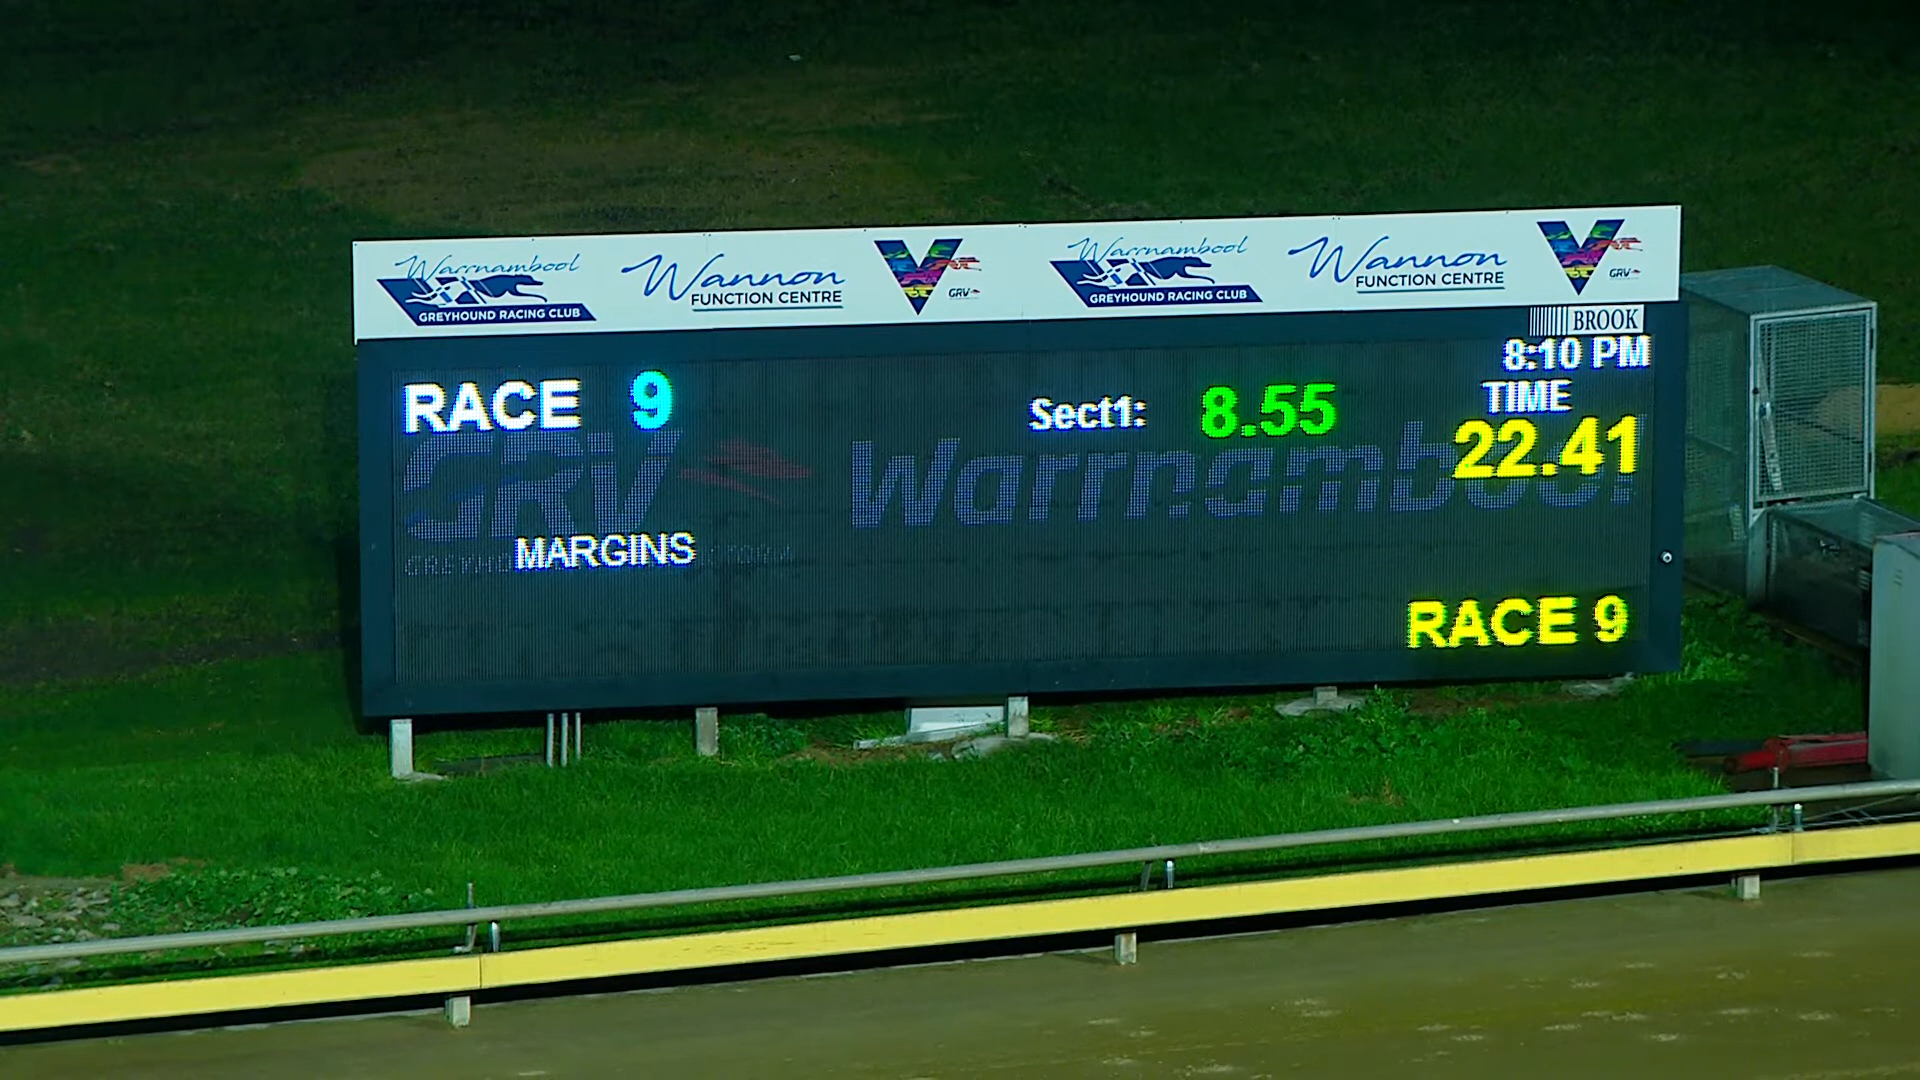 Warrnambool
GREYHOUND RACING CLUB
Wannon
FUNCTION CENTRE
V
GRV
Warrnambool
GREYHOUND RACING CLUB
Wannon
FUNCTION CENTRE
V
GRV
BROOK
8:10 PM
RACE 9
Sect1: 8.55
TIME
22.41
GRV
Warrnambool
MARGINS
RACE 9